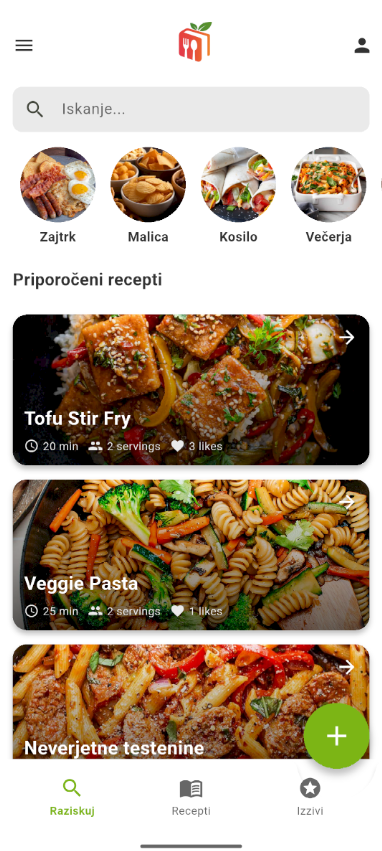 Iskanje...
Zajtrk
Malica
Kosilo
Večerja
Priporočeni recepti
Tofu Stir Fry
20 min 2 servings 3 likes
Veggie Pasta
25 min 2 servings 1 likes
Neverjetne testenine
Raziskuj
Recepti
Izzivi